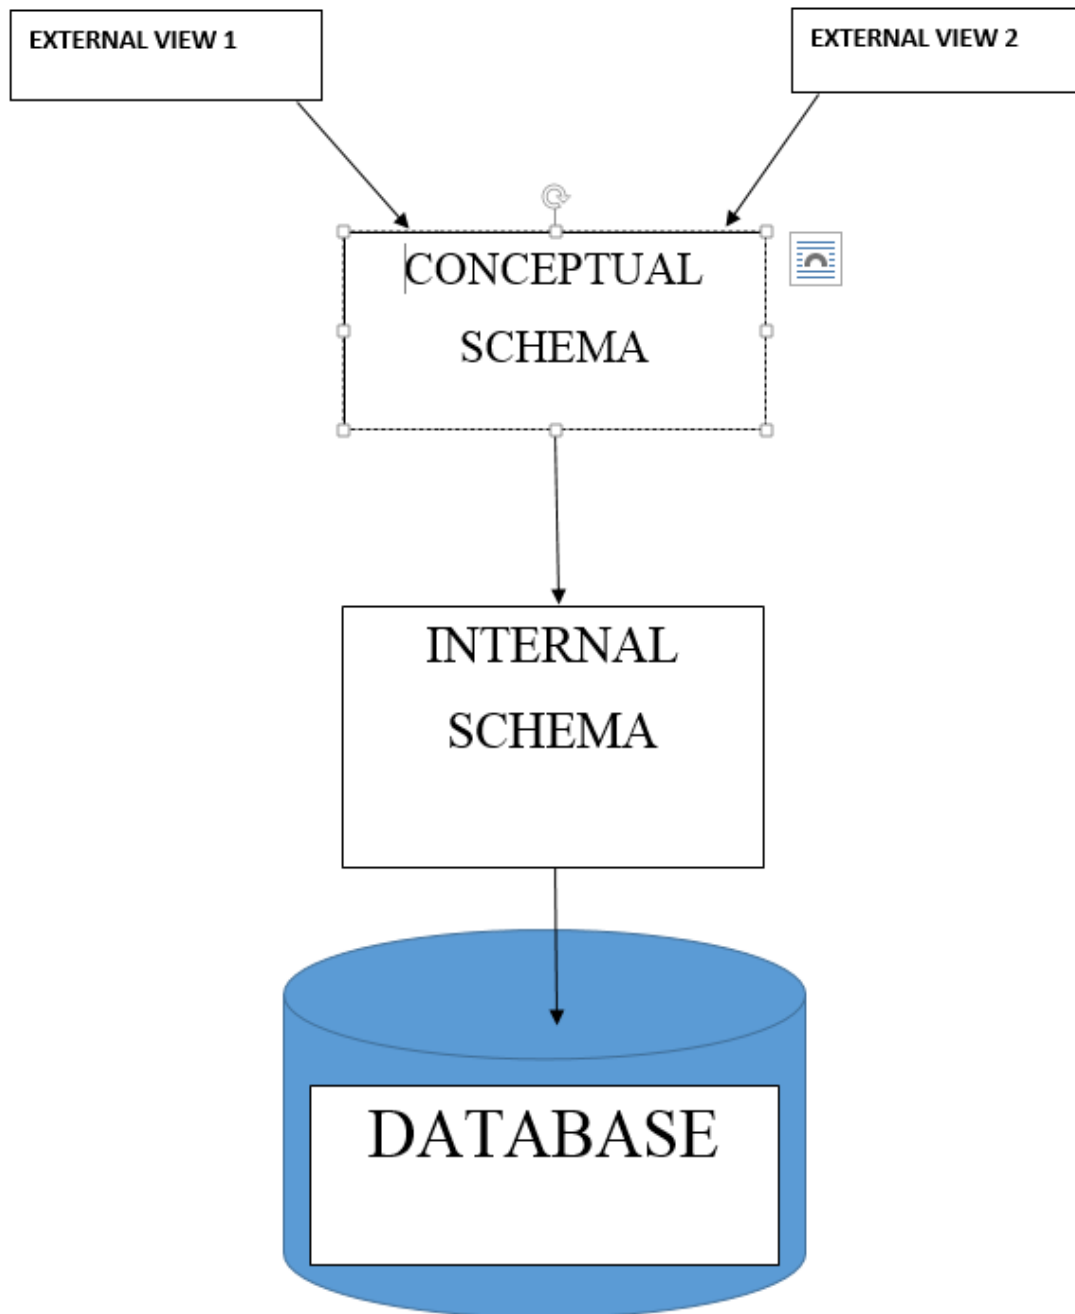 EXTERNAL VIEW 1
EXTERNAL VIEW 2
CONCEPTUAL
SCHEMA
INTERNAL
SCHEMA
DATABASE